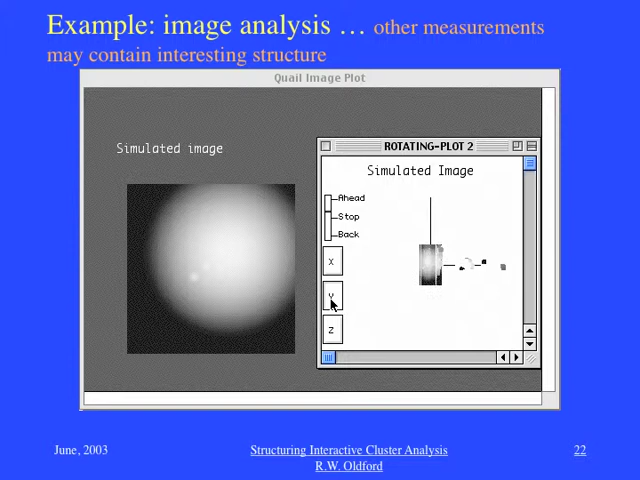 Example: image analysis … other measurements
may contain interesting structure
Quail Image Plot
Simulated image
ROTATING-PLOT 2
Simulated Image
Ahead
Stop
Back
X
Y
Z
June, 2003
Structuring Interactive Cluster Analysis
R.W. Oldford
22